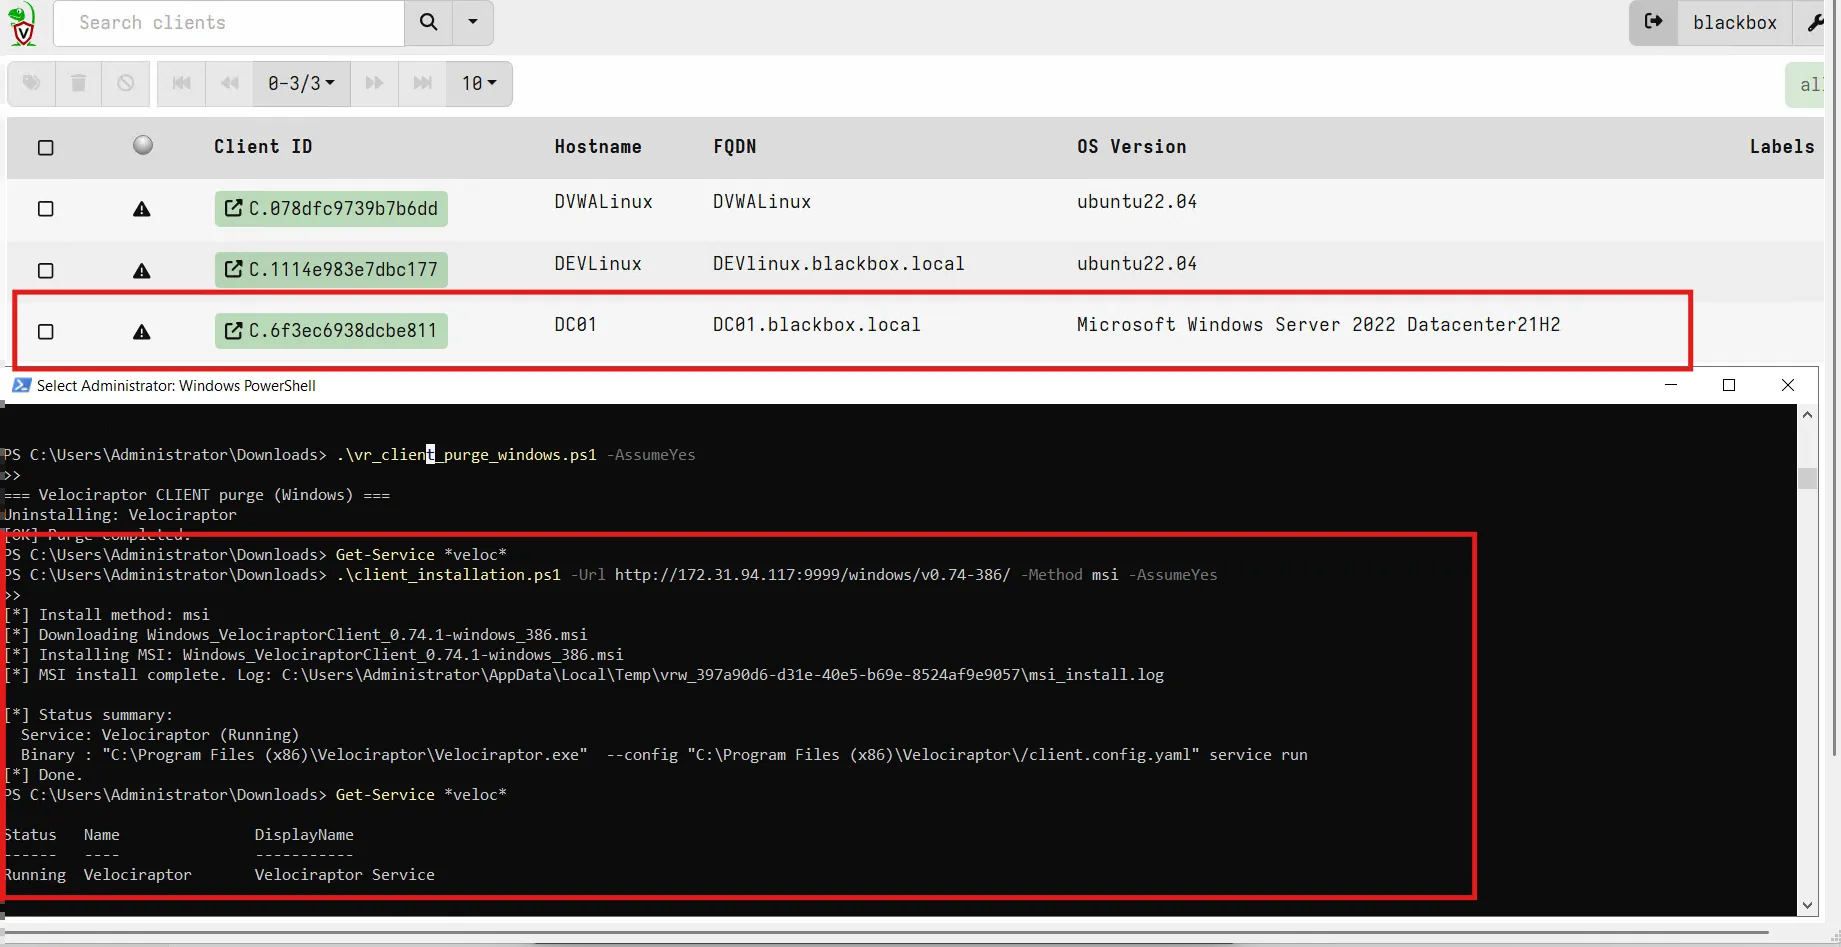 Search clients
blackbox
0-3/3
10
Client ID Hostname FQDN OS Version Labels
C.078dfc9739b7b6dd DVWALinux DVWALinux ubuntu22.04
C.1114e983e7dbc177 DEVLinux DEVlinux.blackbox.local ubuntu22.04
C.6f3ec6938dcbe811 DC01 DC01.blackbox.local Microsoft Windows Server 2022 Datacenter21H2
Select Administrator: Windows PowerShell
PS C:\Users\Administrator\Downloads> .\vr_client_purge_windows.ps1 -AssumeYes
>>
=== Velociraptor CLIENT purge (Windows) ===
Uninstalling: Velociraptor
[OK] Purge completed.
PS C:\Users\Administrator\Downloads> Get-Service *veloc*
PS C:\Users\Administrator\Downloads> .\client_installation.ps1 -Url http://172.31.94.117:9999/windows/v0.74-386/ -Method msi -AssumeYes
>>
[*] Install method: msi
[*] Downloading Windows_VelociraptorClient_0.74.1-windows_386.msi
[*] Installing MSI: Windows_VelociraptorClient_0.74.1-windows_386.msi
[*] MSI install complete. Log: C:\Users\Administrator\AppData\Local\Temp\vrw_397a90d6-d31e-40e5-b69e-8524af9e9057\msi_install.log
[*] Status summary:
Service: Velociraptor (Running)
Binary : "C:\Program Files (x86)\Velociraptor\Velociraptor.exe" --config "C:\Program Files (x86)\Velociraptor\/client.config.yaml" service run
[*] Done.
PS C:\Users\Administrator\Downloads> Get-Service *veloc*
Status Name DisplayName
------ ---- -----------
Running Velociraptor Velociraptor Service